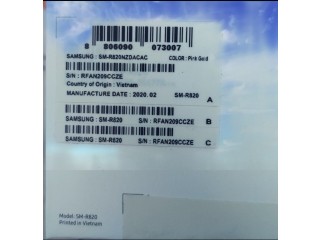 8 806090 073007
SAMSUNG : SM-R820NZDACAC COLOR : Pink Gold
S/N : RFAN209CCZE
Country of Origin : Vietnam
MANUFACTURE DATE : 2020.02 SM-R820 A
SAMSUNG : SM-R820 S/N : RFAN209CCZE B
SAMSUNG : SM-R820 S/N : RFAN209CCZE C
Model: SM-R820
Printed in Vietnam